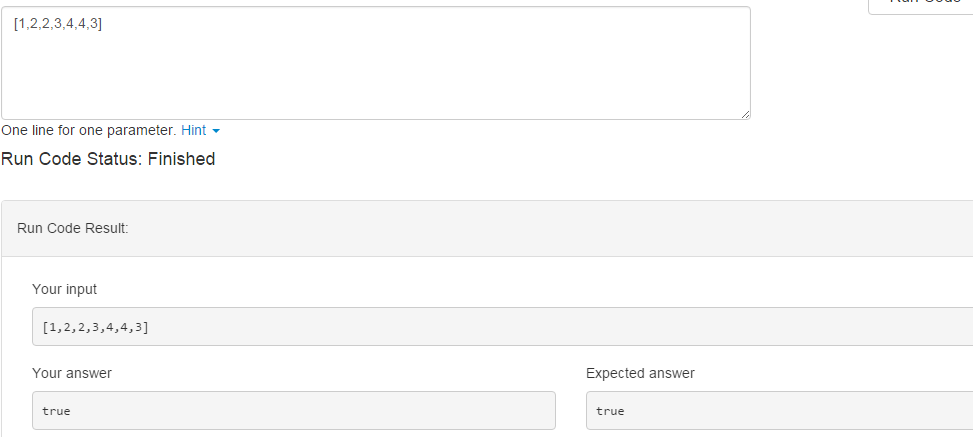 [1,2,2,3,4,4,3]
One line for one parameter. Hint
Run Code Status: Finished
Run Code Result:
Your input
[1,2,2,3,4,4,3]
Your answer
Expected answer
true
true